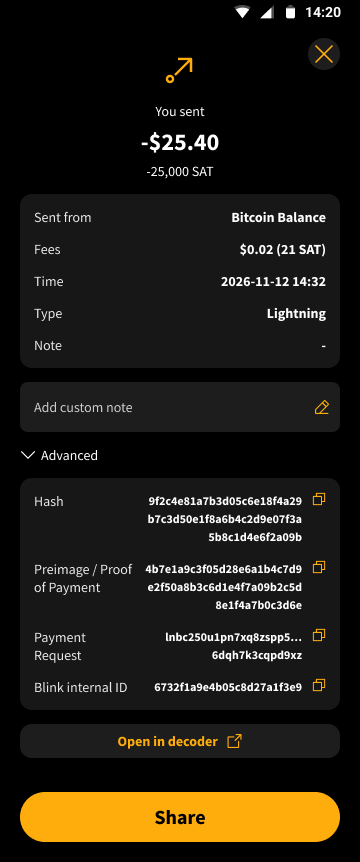 14:20
You sent
-$25.40
-25,000 SAT
Sent from Bitcoin Balance
Fees $0.02 (21 SAT)
Time 2026-11-12 14:32
Type Lightning
Note -
Add custom note
Advanced
Hash 9f2c4e81a7b3d05c6e18f4a29
b7c3d50e1f8a6b4c2d9e07f3a
5b8c1d4e6f2a09b
Preimage / Proof 4b7e1a9c3f05d28e6a1b4c7d9
of Payment e2f50a8b3c6d1e4f7a09b2c5d
8e1f4a7b0c3d6e
Payment lnbc250u1pn7xq8zspp5...
Request 6dqh7k3cqpd9xz
Blink internal ID 6732f1a9e4b05c8d27a1f3e9
Open in decoder
Share